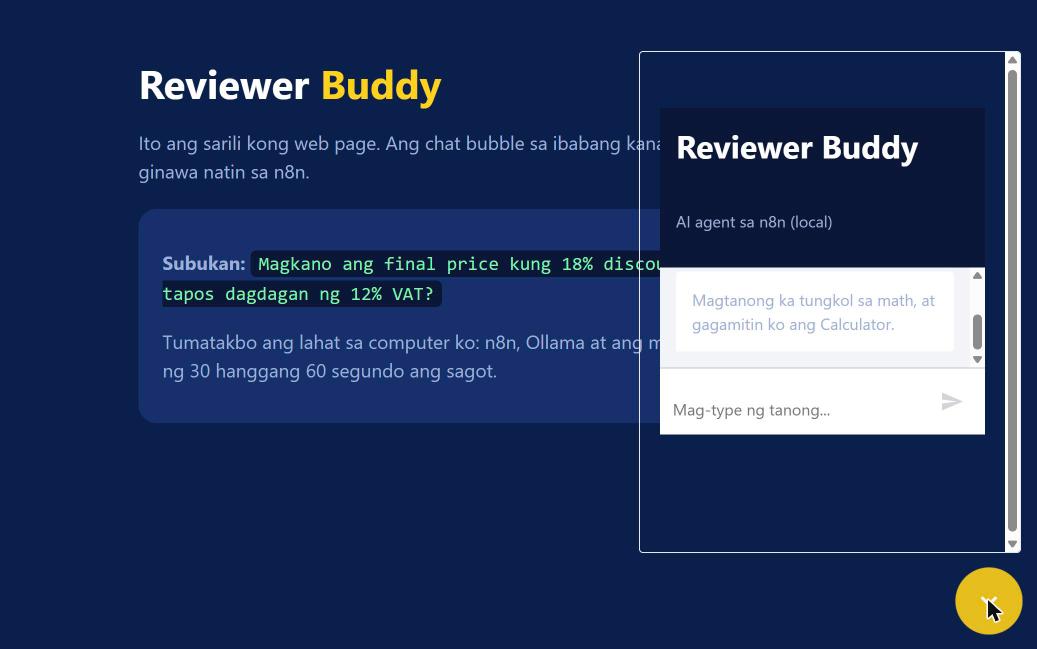 Reviewer Buddy
Ito ang sarili kong web page. Ang chat bubble sa ibabang
ginawa natin sa n8n.
Subukan: Magkano ang final price kung 18%
tapos dagdagan ng 12% VAT?
Tumatakbo ang lahat sa computer ko: n8n, Ollama at ang
ng 30 hanggang 60 segundo ang sagot.
Reviewer Buddy
AI agent sa n8n (local)
Magtanong ka tungkol sa math, at
gagamitin ko ang Calculator.
Mag-type ng tanong...